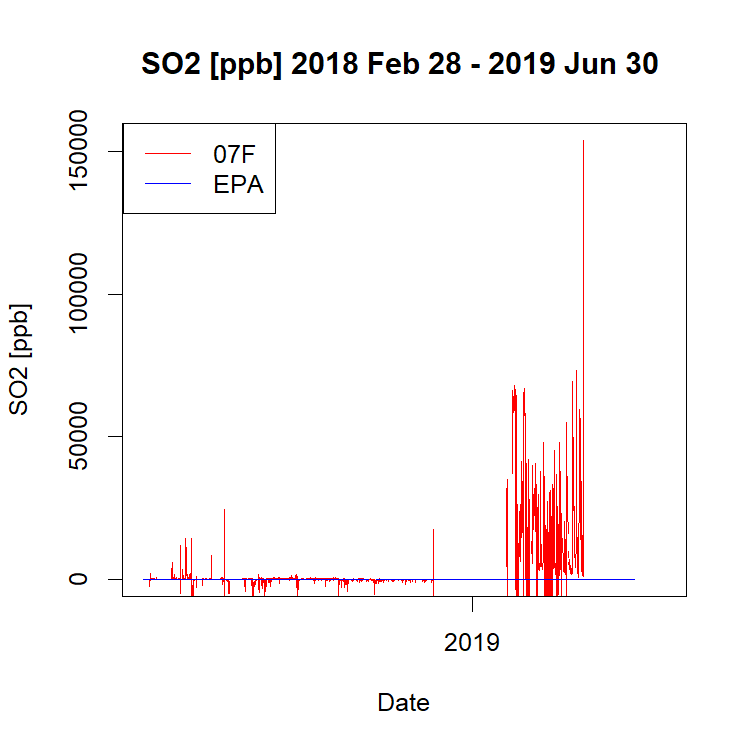 SO2 [ppb] 2018 Feb 28 - 2019 Jun 30
07F
EPA
150000
100000
50000
0
SO2 [ppb]
2019
Date